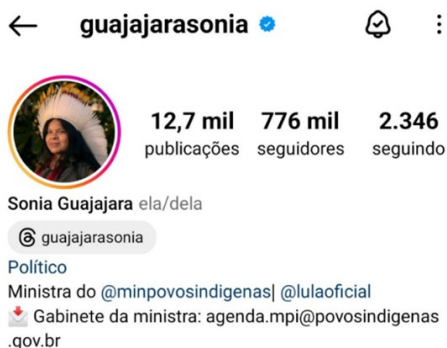 guajajarasonia
12,7 mil 776 mil 2.346
publicações seguidores seguindo
Sonia Guajajara ela/dela
guajajarasonia
Político
Ministra do @minpovosindigenas| @lulaoficial
📩 Gabinete da ministra: agenda.mpi@povosindigenas
.gov.br